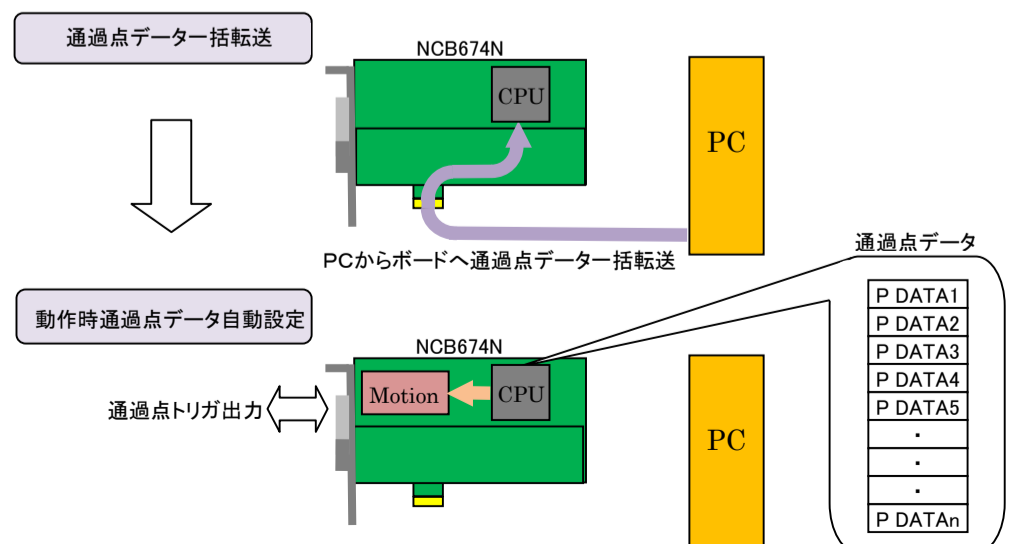 通過点データ一括転送
NCB674N
CPU
PC
PCからボードへ通過点データ一括転送
通過点データ
動作時通過点データ自動設定
NCB674N
Motion
CPU
PC
通過点トリガ出力
P DATA1
P DATA2
P DATA3
P DATA4
P DATA5
・
・
・
P DATAn